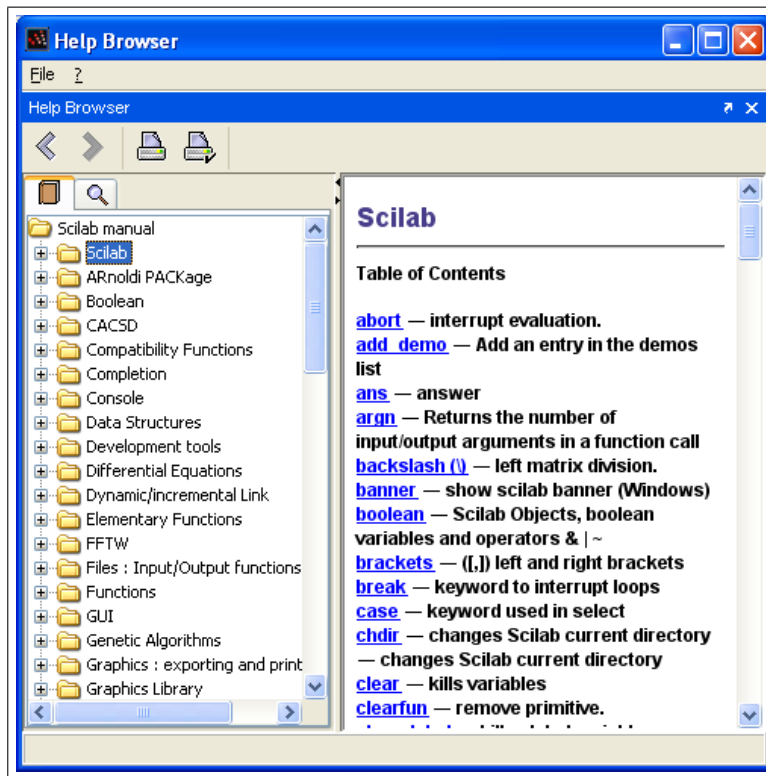 Help Browser
File ?
Help Browser
Scilab manual
Scilab
ARnoldi PACKage
Boolean
CACSD
Compatibility Functions
Completion
Console
Data Structures
Development tools
Differential Equations
Dynamic/incremental Link
Elementary Functions
FFTW
Files : Input/Output functions
Functions
GUI
Genetic Algorithms
Graphics : exporting and print
Graphics Library
Scilab
Table of Contents
abort — interrupt evaluation.
add_demo — Add an entry in the demos
list
ans — answer
argn — Returns the number of
input/output arguments in a function call
backslash (\) — left matrix division.
banner — show scilab banner (Windows)
boolean — Scilab Objects, boolean
variables and operators & | ~
brackets — ([,]) left and right brackets
break — keyword to interrupt loops
case — keyword used in select
chdir — changes Scilab current directory
— changes Scilab current directory
clear — kills variables
clearfun — remove primitive.